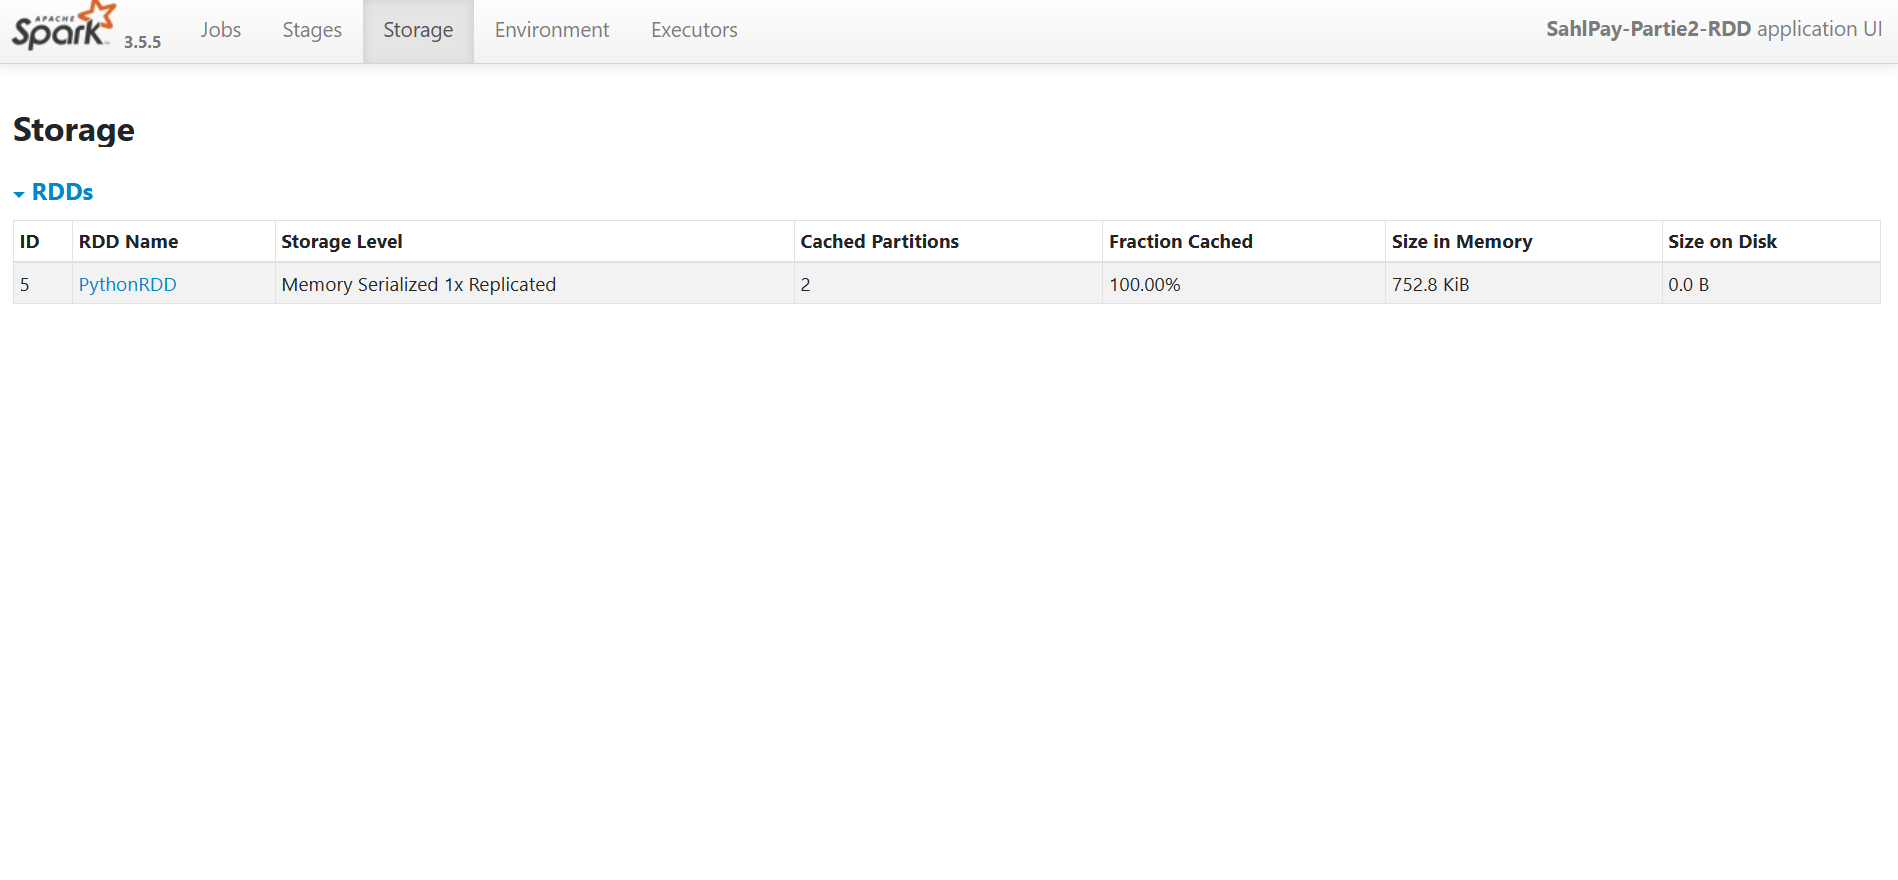 APACHE Spark 3.5.5 Jobs Stages Storage Environment Executors SahlPay-Partie2-RDD application UI
Storage
RDDs
ID RDD Name Storage Level Cached Partitions Fraction Cached Size in Memory Size on Disk
5 PythonRDD Memory Serialized 1x Replicated 2 100.00% 752.8 KiB 0.0 B